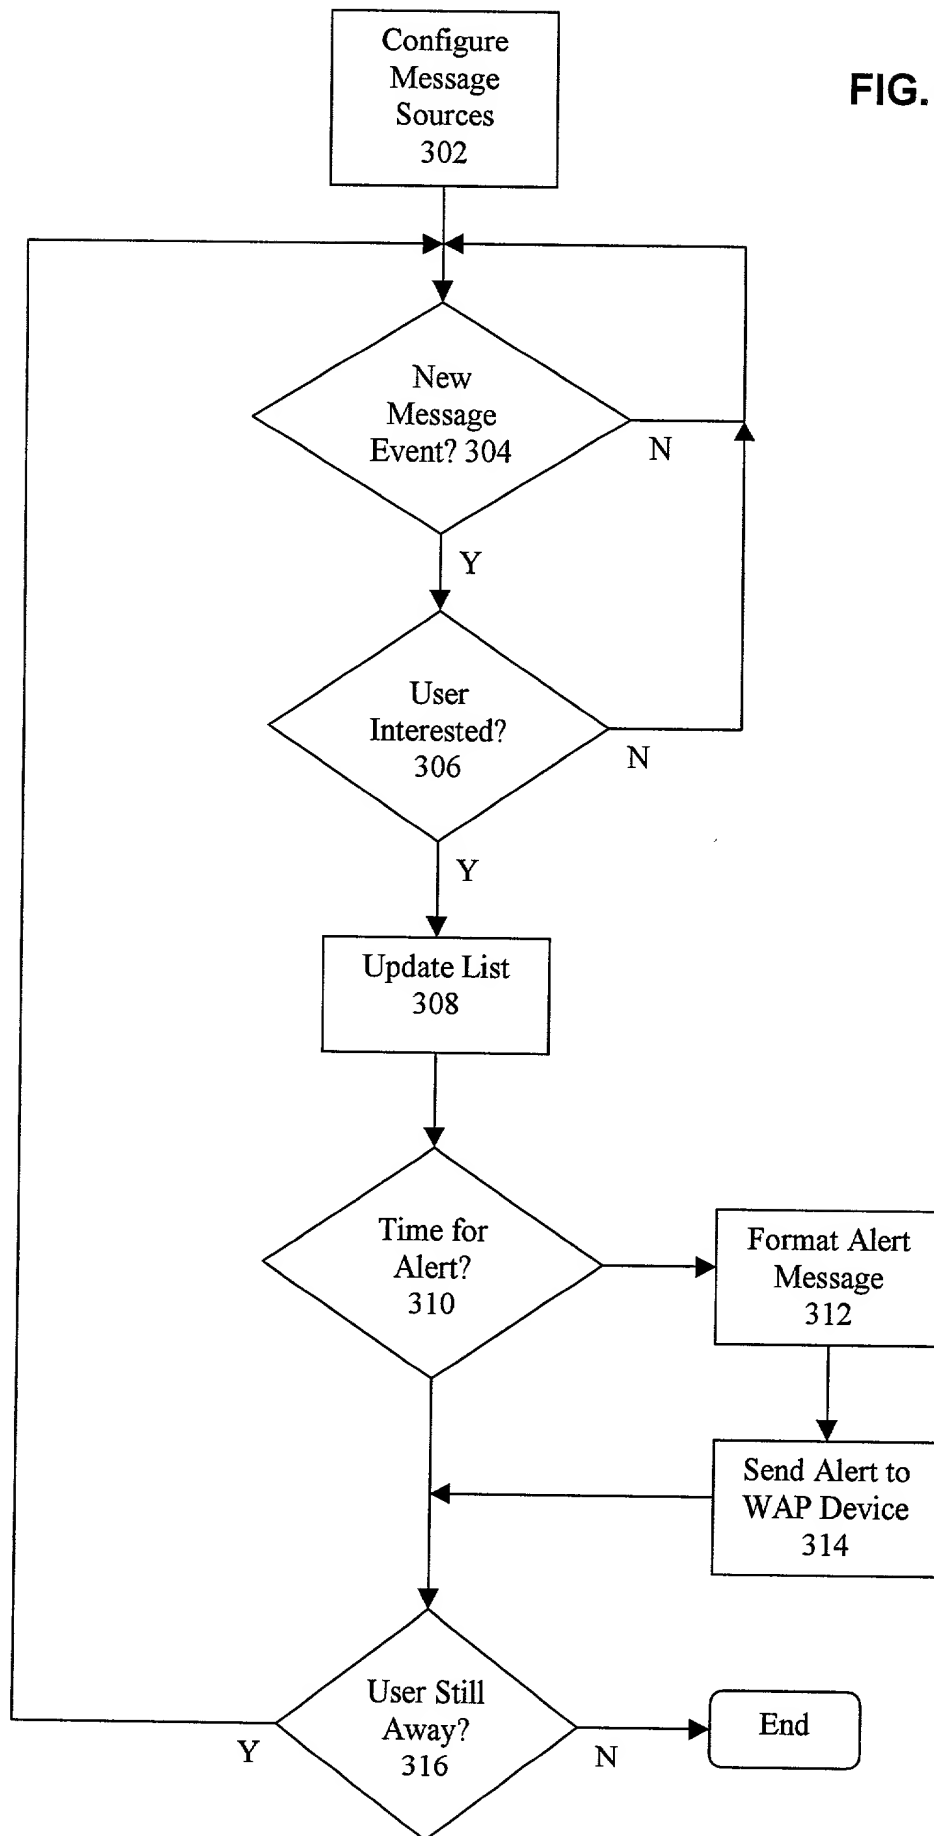 Configure
Message
Sources
302
FIG.
New
Message
Event? 304
N
Y
User
Interested?
306
N
Y
Update List
308
Time for
Alert?
310
Format Alert
Message
312
Send Alert to
WAP Device
314
User Still
Away?
316
Y
N
End